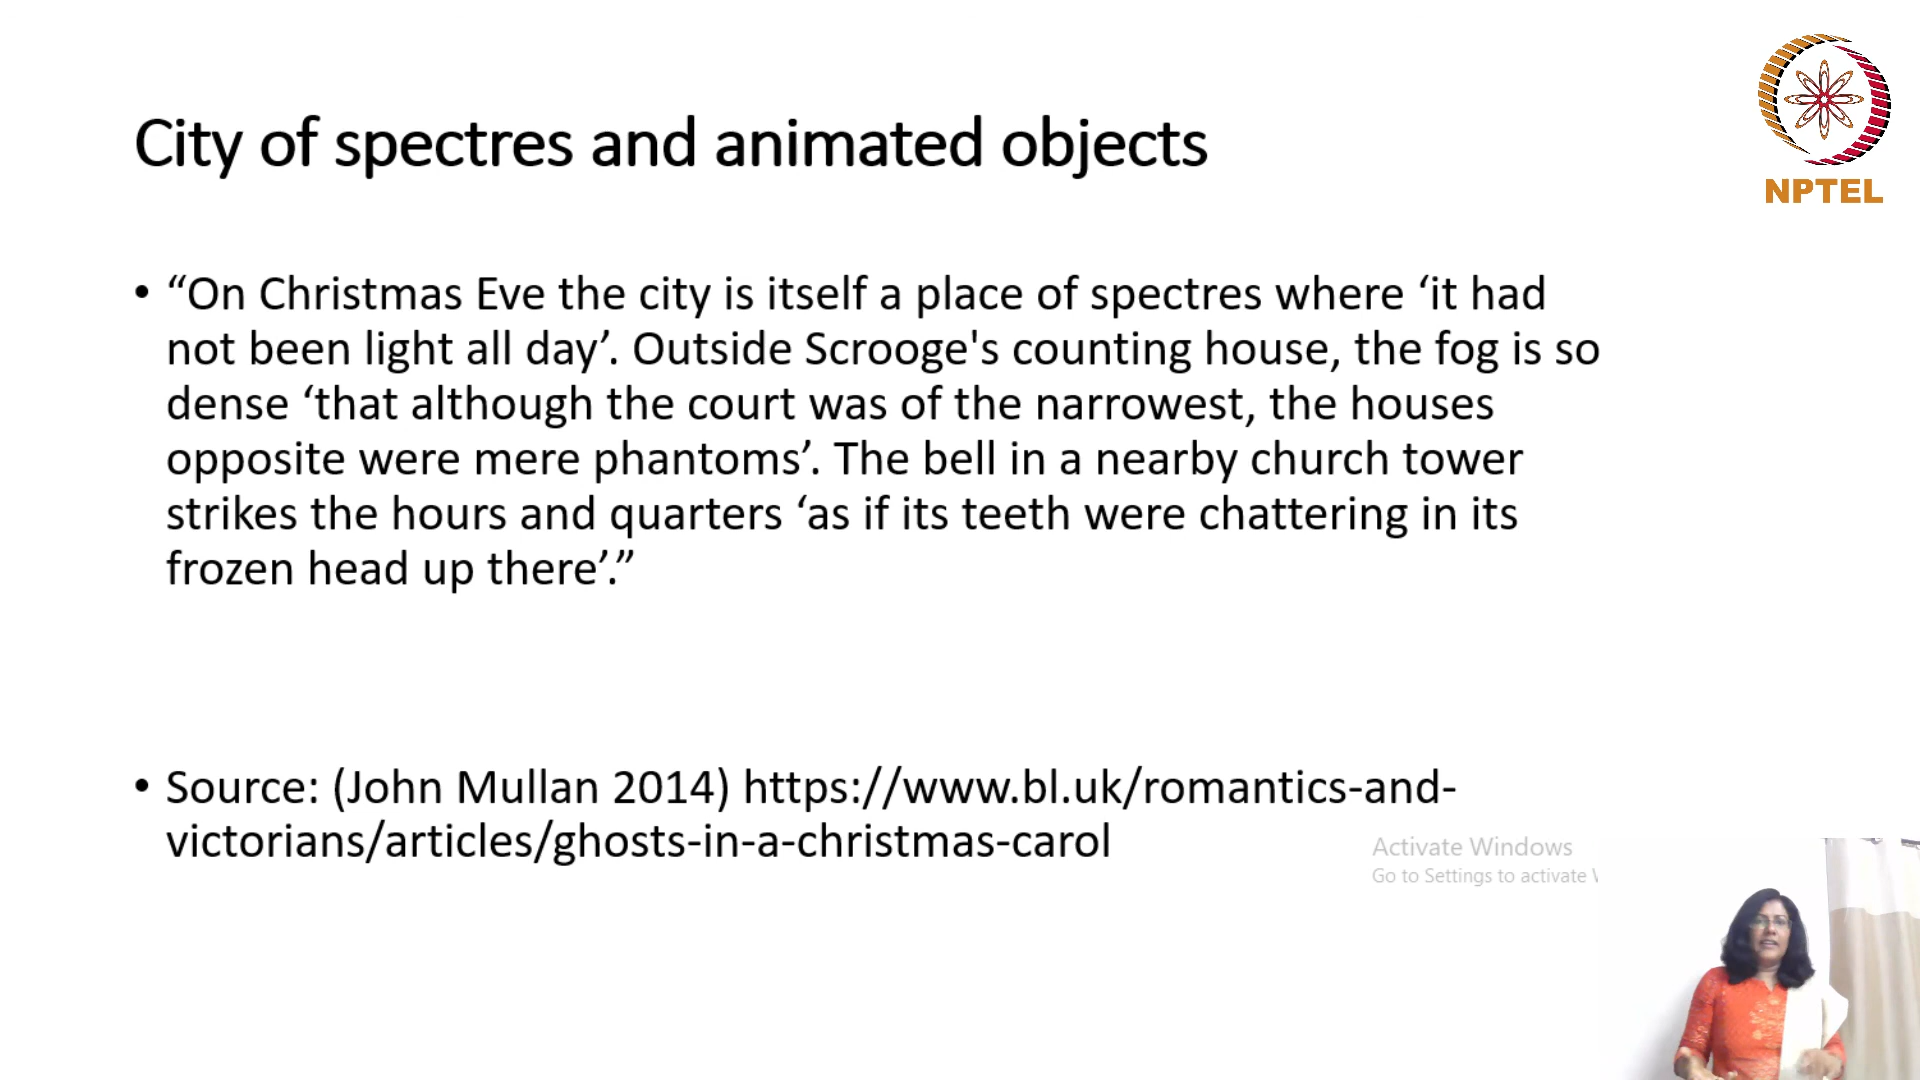 City of spectres and animated objects
NPTEL
• “On Christmas Eve the city is itself a place of spectres where ‘it had
not been light all day’. Outside Scrooge's counting house, the fog is so
dense ‘that although the court was of the narrowest, the houses
opposite were mere phantoms’. The bell in a nearby church tower
strikes the hours and quarters ‘as if its teeth were chattering in its
frozen head up there’.”
• Source: (John Mullan 2014) https://www.bl.uk/romantics-and-
victorians/articles/ghosts-in-a-christmas-carol
Activate Windows
Go to Settings to activate